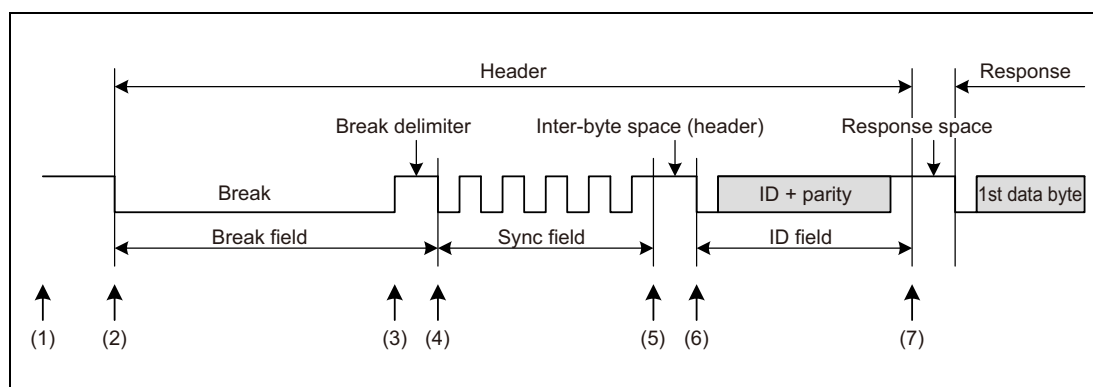 Header
Response
Break delimiter
Inter-byte space (header)
Response space
Break
ID + parity
1st data byte
Break field
Sync field
ID field
(1)
(2)
(3)
(4)
(5)
(6)
(7)